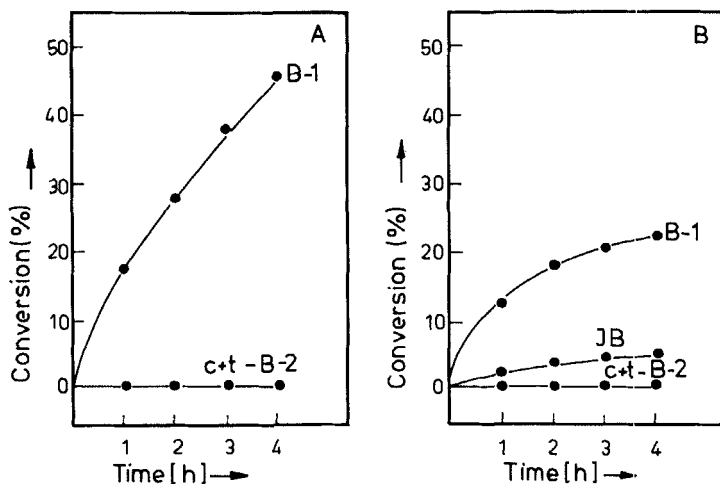 A
50
40
30
20
10
0
Conversion (%)
B-1
c+t-B-2
1 2 3 4
Time [h]
B
50
40
30
20
10
0
Conversion (%)
B-1
JB
c+t-B-2
1 2 3 4
Time [h]